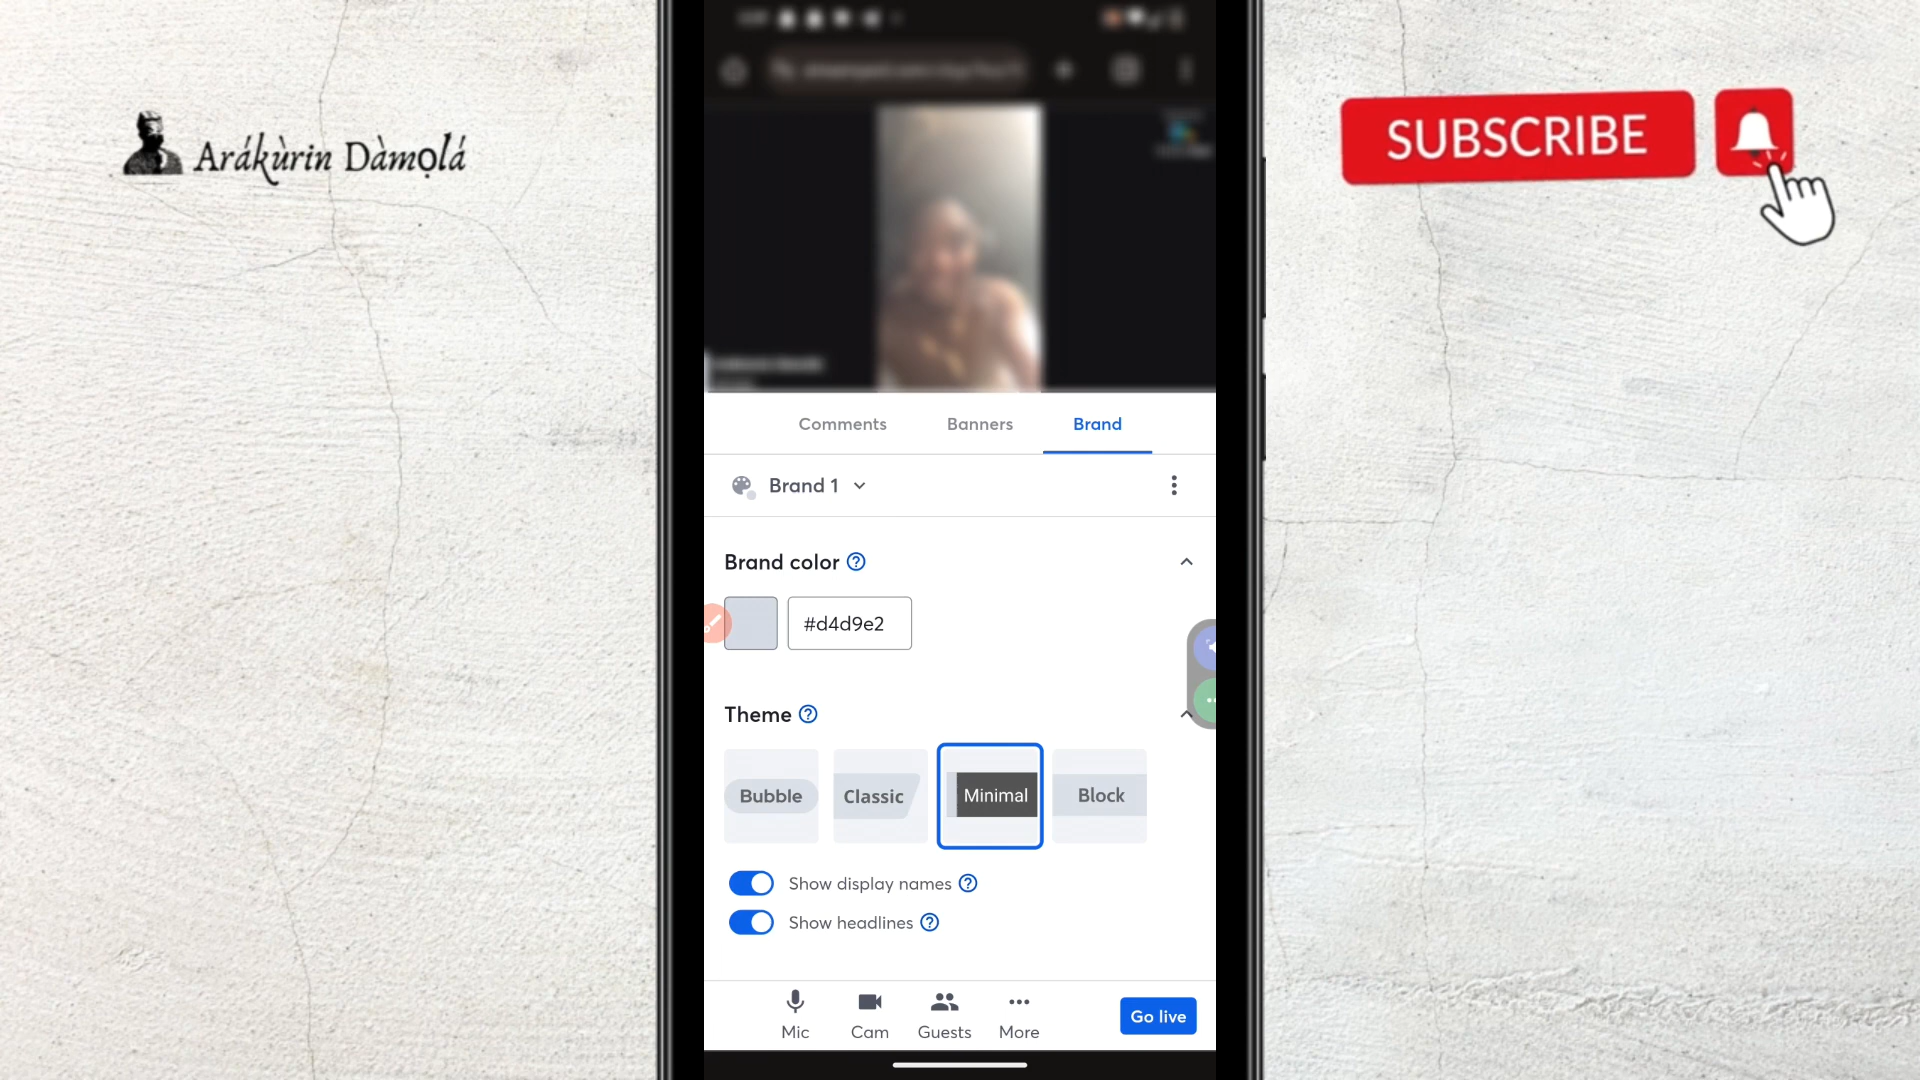 Arákùrin Dàmọlá
SUBSCRIBE
Comments
Banners
Brand
Brand 1
Brand color
#d4d9e2
Theme
Bubble
Classic
Minimal
Block
Show display names
Show headlines
Mic
Cam
Guests
More
Go live